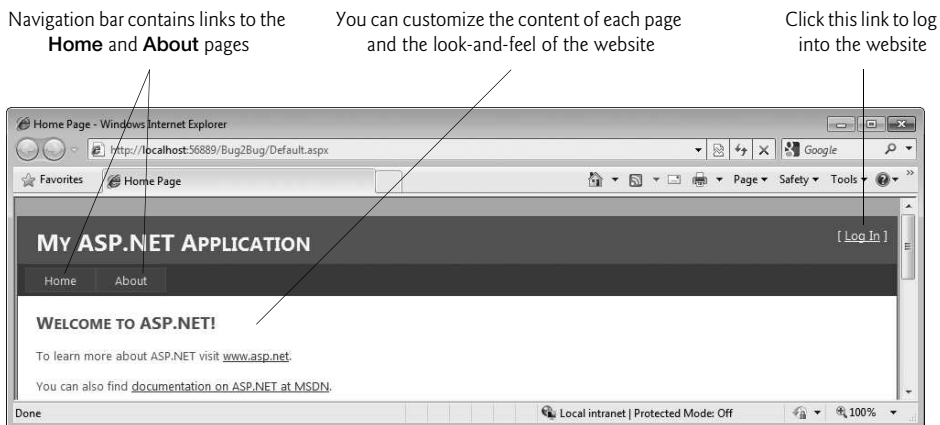 Navigation bar contains links to the
Home and About pages
You can customize the content of each page
and the look-and-feel of the website
Click this link to log
into the website
Home Page - Windows Internet Explorer
http://localhost:56889/Bug2Bug/Default.aspx
Google
Favorites
Home Page
Page
Safety
Tools
MY ASP.NET APPLICATION
[ Log In ]
Home
About
WELCOME TO ASP.NET!
To learn more about ASP.NET visit www.asp.net.
You can also find documentation on ASP.NET at MSDN.
Done
Local intranet | Protected Mode: Off
100%